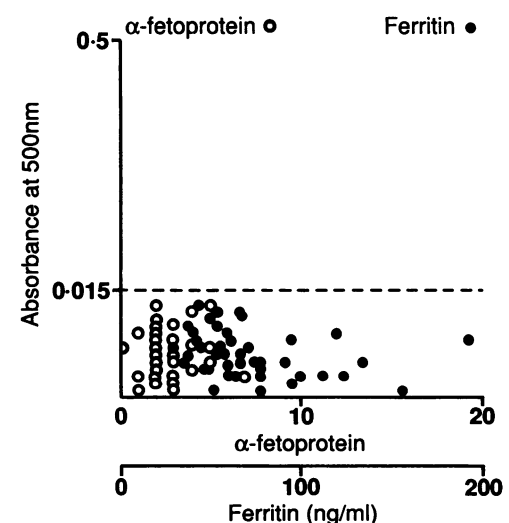 α-fetoprotein Ferritin
0·5
Absorbance at 500nm
0·015
0 10 20
α-fetoprotein
0 100 200
Ferritin (ng/ml)